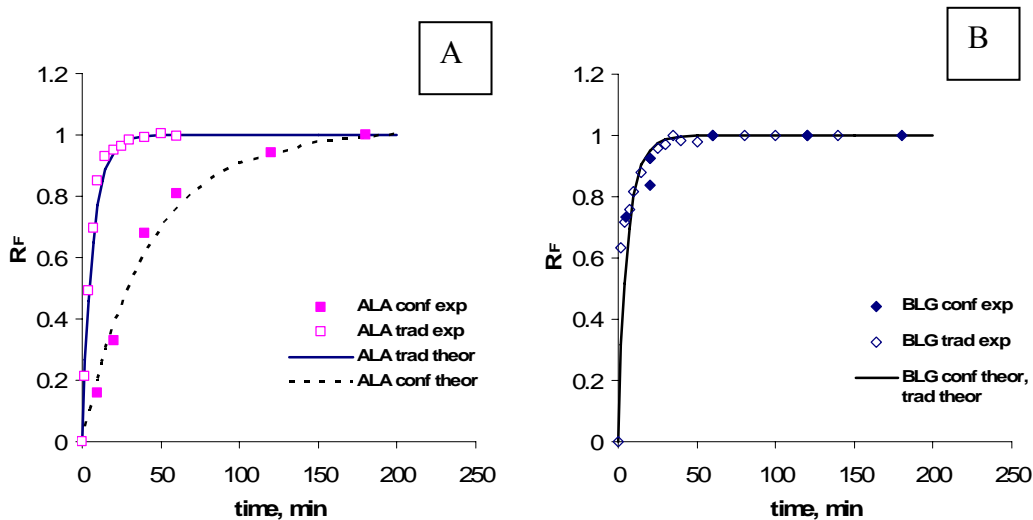 A
1.2
1
0.8
0.6
0.4
0.2
0
RF
ALA conf exp
ALA trad exp
ALA trad theor
ALA conf theor
0 50 100 150 200 250
time, min
B
1.2
1
0.8
0.6
0.4
0.2
0
RF
BLG conf exp
BLG trad exp
BLG conf theor,
trad theor
0 50 100 150 200 250
time, min